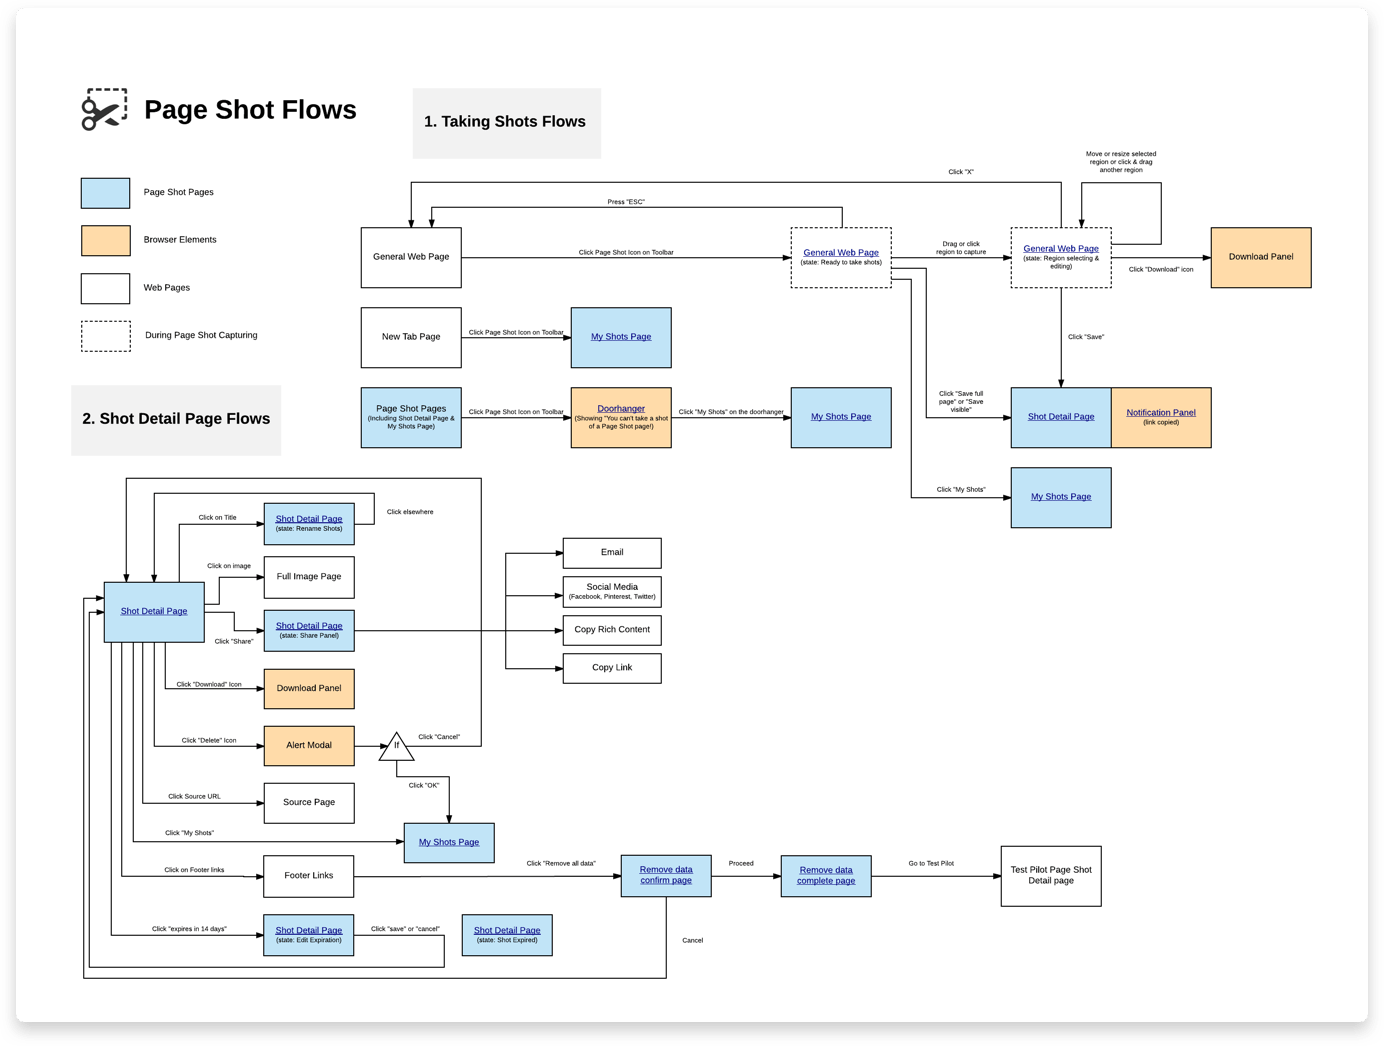 Page Shot Flows
1. Taking Shots Flows
Page Shot Pages
Browser Elements
Web Pages
During Page Shot Capturing
Click "X"
Move or resize selected
region or click & drag
another region
Press "ESC"
General Web Page
Click Page Shot Icon on Toolbar
General Web Page
(state: Ready to take shots)
Drag or click
region to capture
General Web Page
(state: Region selecting &
editing)
Click "Download" icon
Download Panel
New Tab Page
Click Page Shot Icon on Toolbar
My Shots Page
Click "Save"
Page Shot Pages
(Including Shot Detail Page &
My Shots Page)
Click Page Shot Icon on Toolbar
Doorhanger
(Showing "You can't take a shot
of a Page Shot page!)
Click "My Shots" on the doorhanger
My Shots Page
Click "Save full
page" or "Save
visible"
Shot Detail Page
Notification Panel
(link copied)
Click "My Shots"
My Shots Page
2. Shot Detail Page Flows
Click on Title
Shot Detail Page
(state: Rename Shots)
Click elsewhere
Click on image
Full Image Page
Shot Detail Page
Click "Share"
Shot Detail Page
(state: Share Panel)
Email
Social Media
(Facebook, Pinterest, Twitter)
Copy Rich Content
Copy Link
Click "Download" Icon
Download Panel
Click "Delete" Icon
Alert Modal
If
Click "Cancel"
Click "OK"
Click Source URL
Source Page
Click "My Shots"
My Shots Page
Click on Footer links
Footer Links
Click "Remove all data"
Remove data
confirm page
Proceed
Remove data
complete page
Go to Test Pilot
Test Pilot Page Shot
Detail page
Click "expires in 14 days"
Shot Detail Page
(state: Edit Expiration)
Click "save" or "cancel"
Shot Detail Page
(state: Shot Expired)
Cancel